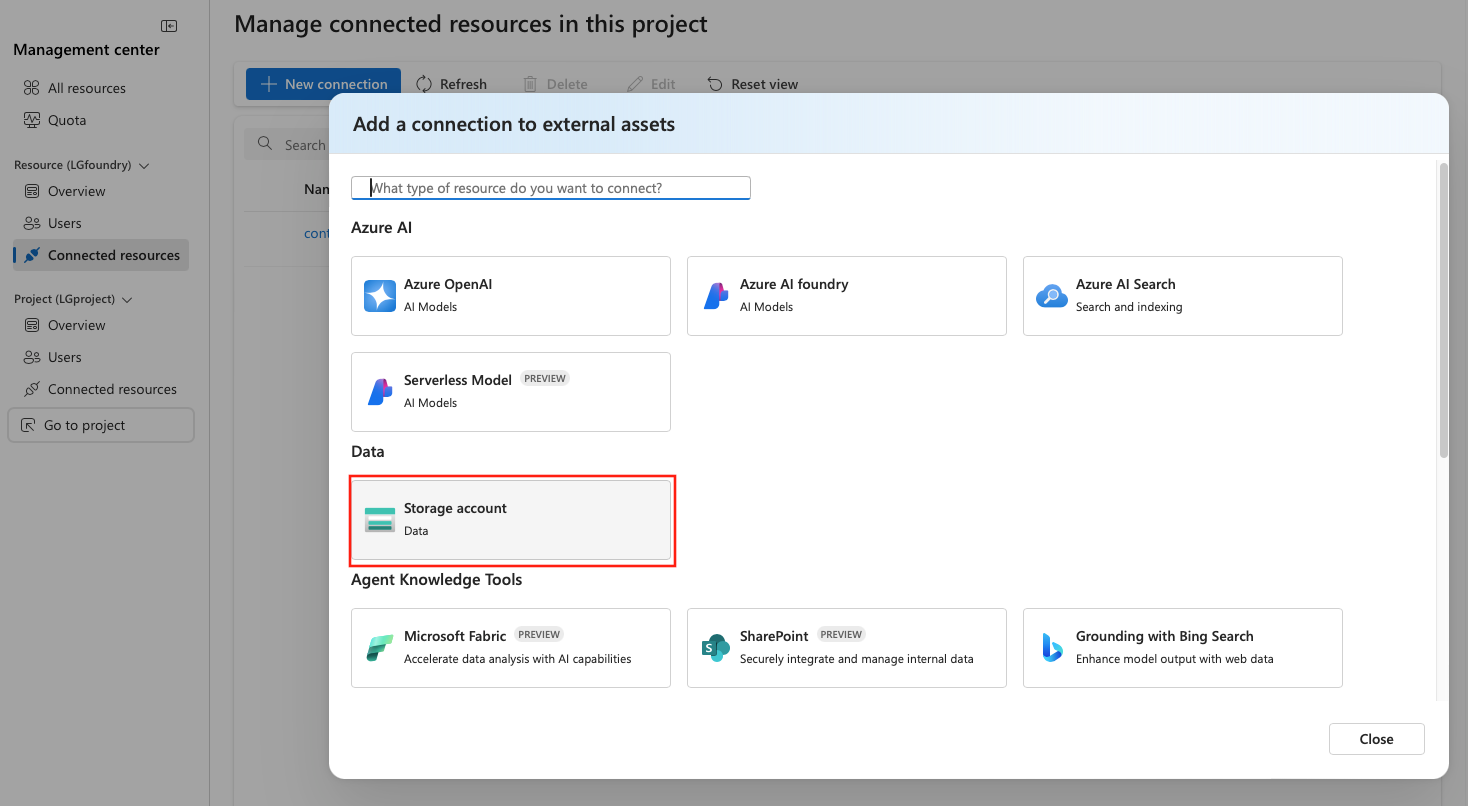 Management center
All resources
Quota
Resource (LGfoundry)
Overview
Users
Connected resources
Project (LGproject)
Overview
Users
Connected resources
Go to project
Manage connected resources in this project
New connection
Refresh
Delete
Edit
Reset view
Search
Nan
cont
Add a connection to external assets
What type of resource do you want to connect?
Azure AI
Azure OpenAI
AI Models
Azure AI foundry
AI Models
Azure AI Search
Search and indexing
Serverless Model PREVIEW
AI Models
Data
Storage account
Data
Agent Knowledge Tools
Microsoft Fabric PREVIEW
Accelerate data analysis with AI capabilities
SharePoint PREVIEW
Securely integrate and manage internal data
Grounding with Bing Search
Enhance model output with web data
Close